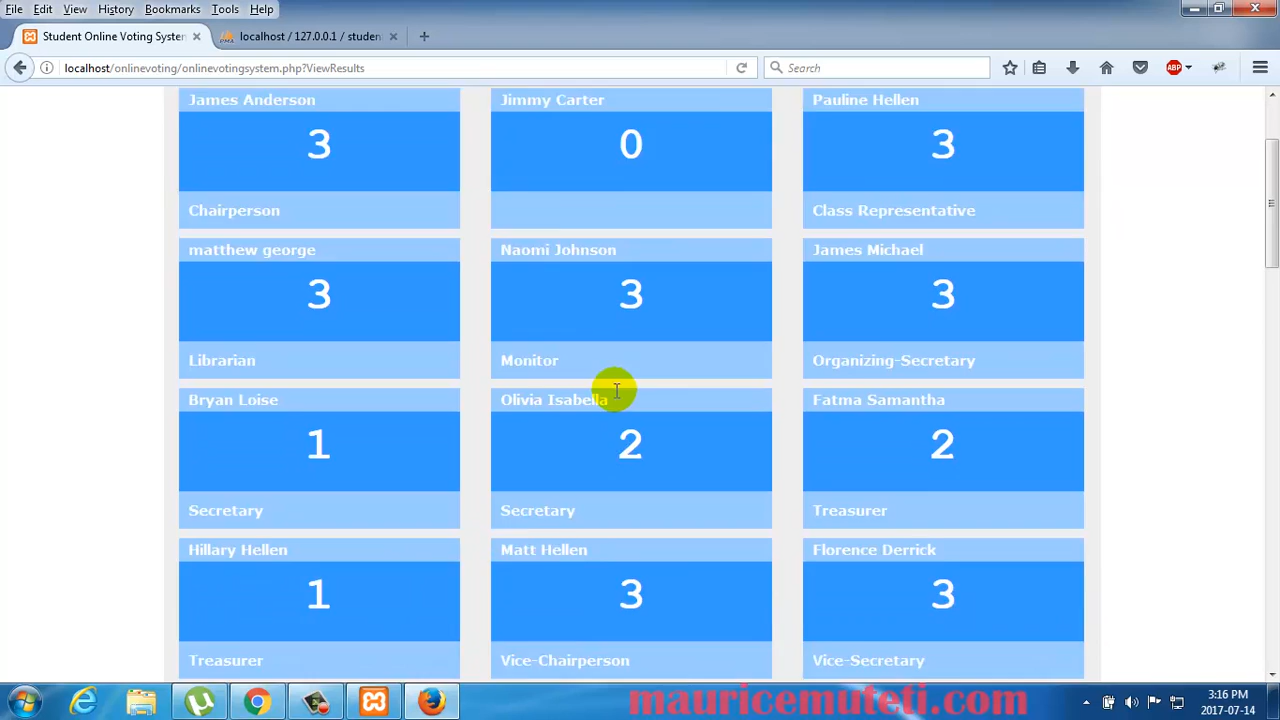 File Edit View History Bookmarks Tools Help
Student Online Voting System
localhost / 127.0.0.1 / studen
localhost/onlinevoting/onlinevotingsystem.php?ViewResults
Search
ABP
James Anderson Jimmy Carter Pauline Hellen
3 0 3
Chairperson Class Representative
matthew george Naomi Johnson James Michael
3 3 3
Librarian Monitor Organizing-Secretary
Bryan Loise Olivia Isabella Fatma Samantha
1 2 2
Secretary Secretary Treasurer
Hillary Hellen Matt Hellen Florence Derrick
1 3 3
Treasurer Vice-Chairperson Vice-Secretary
mauricemuteti.com
3:16 PM
2017-07-14